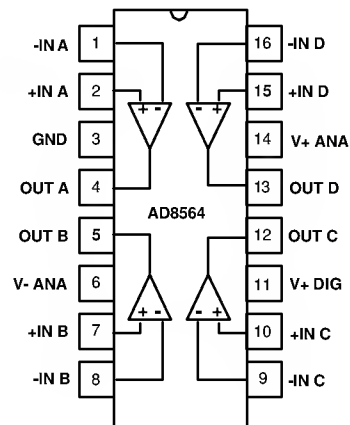 -IN A 1 16 -IN D
+IN A 2 + - - + 15 +IN D
GND 3 14 V+ ANA
OUT A 4 13 OUT D
AD8564
OUT B 5 12 OUT C
V- ANA 6 11 V+ DIG
+IN B 7 + - - + 10 +IN C
-IN B 8 9 -IN C